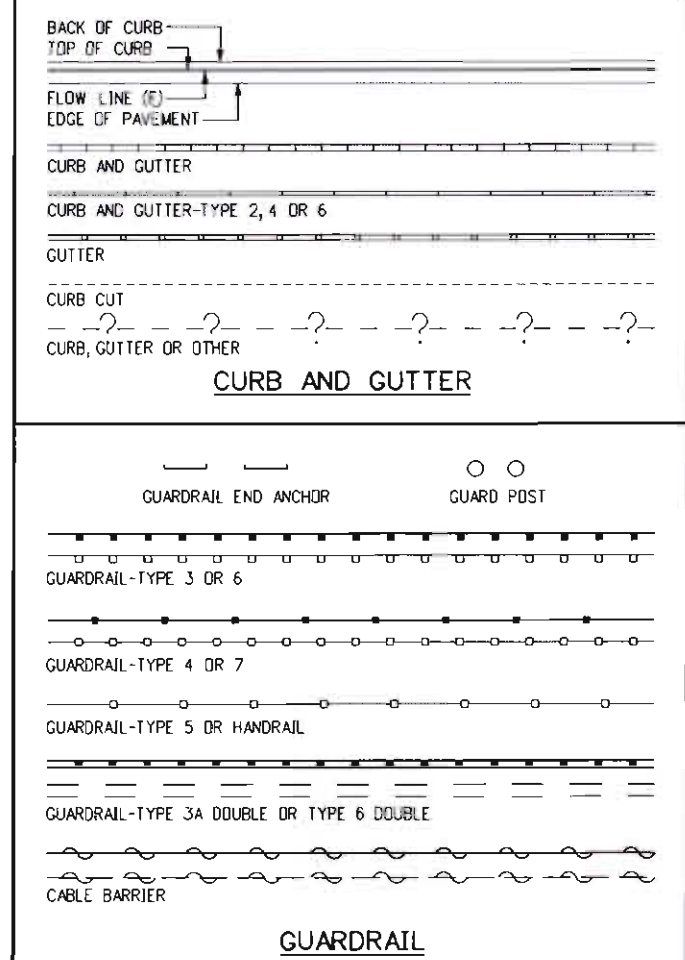 BACK OF CURB
TOP OF CURB
FLOW LINE (E)
EDGE OF PAVEMENT
CURB AND GUTTER
CURB AND GUTTER-TYPE 2, 4 OR 6
GUTTER
CURB CUT
? ? ? ? ? ?
CURB, GUTTER OR OTHER
CURB AND GUTTER
GUARDRAIL END ANCHOR GUARD POST
GUARDRAIL-TYPE 3 OR 6
GUARDRAIL-TYPE 4 OR 7
GUARDRAIL-TYPE 5 OR HANDRAIL
GUARDRAIL-TYPE 3A DOUBLE OR TYPE 6 DOUBLE
CABLE BARRIER
GUARDRAIL